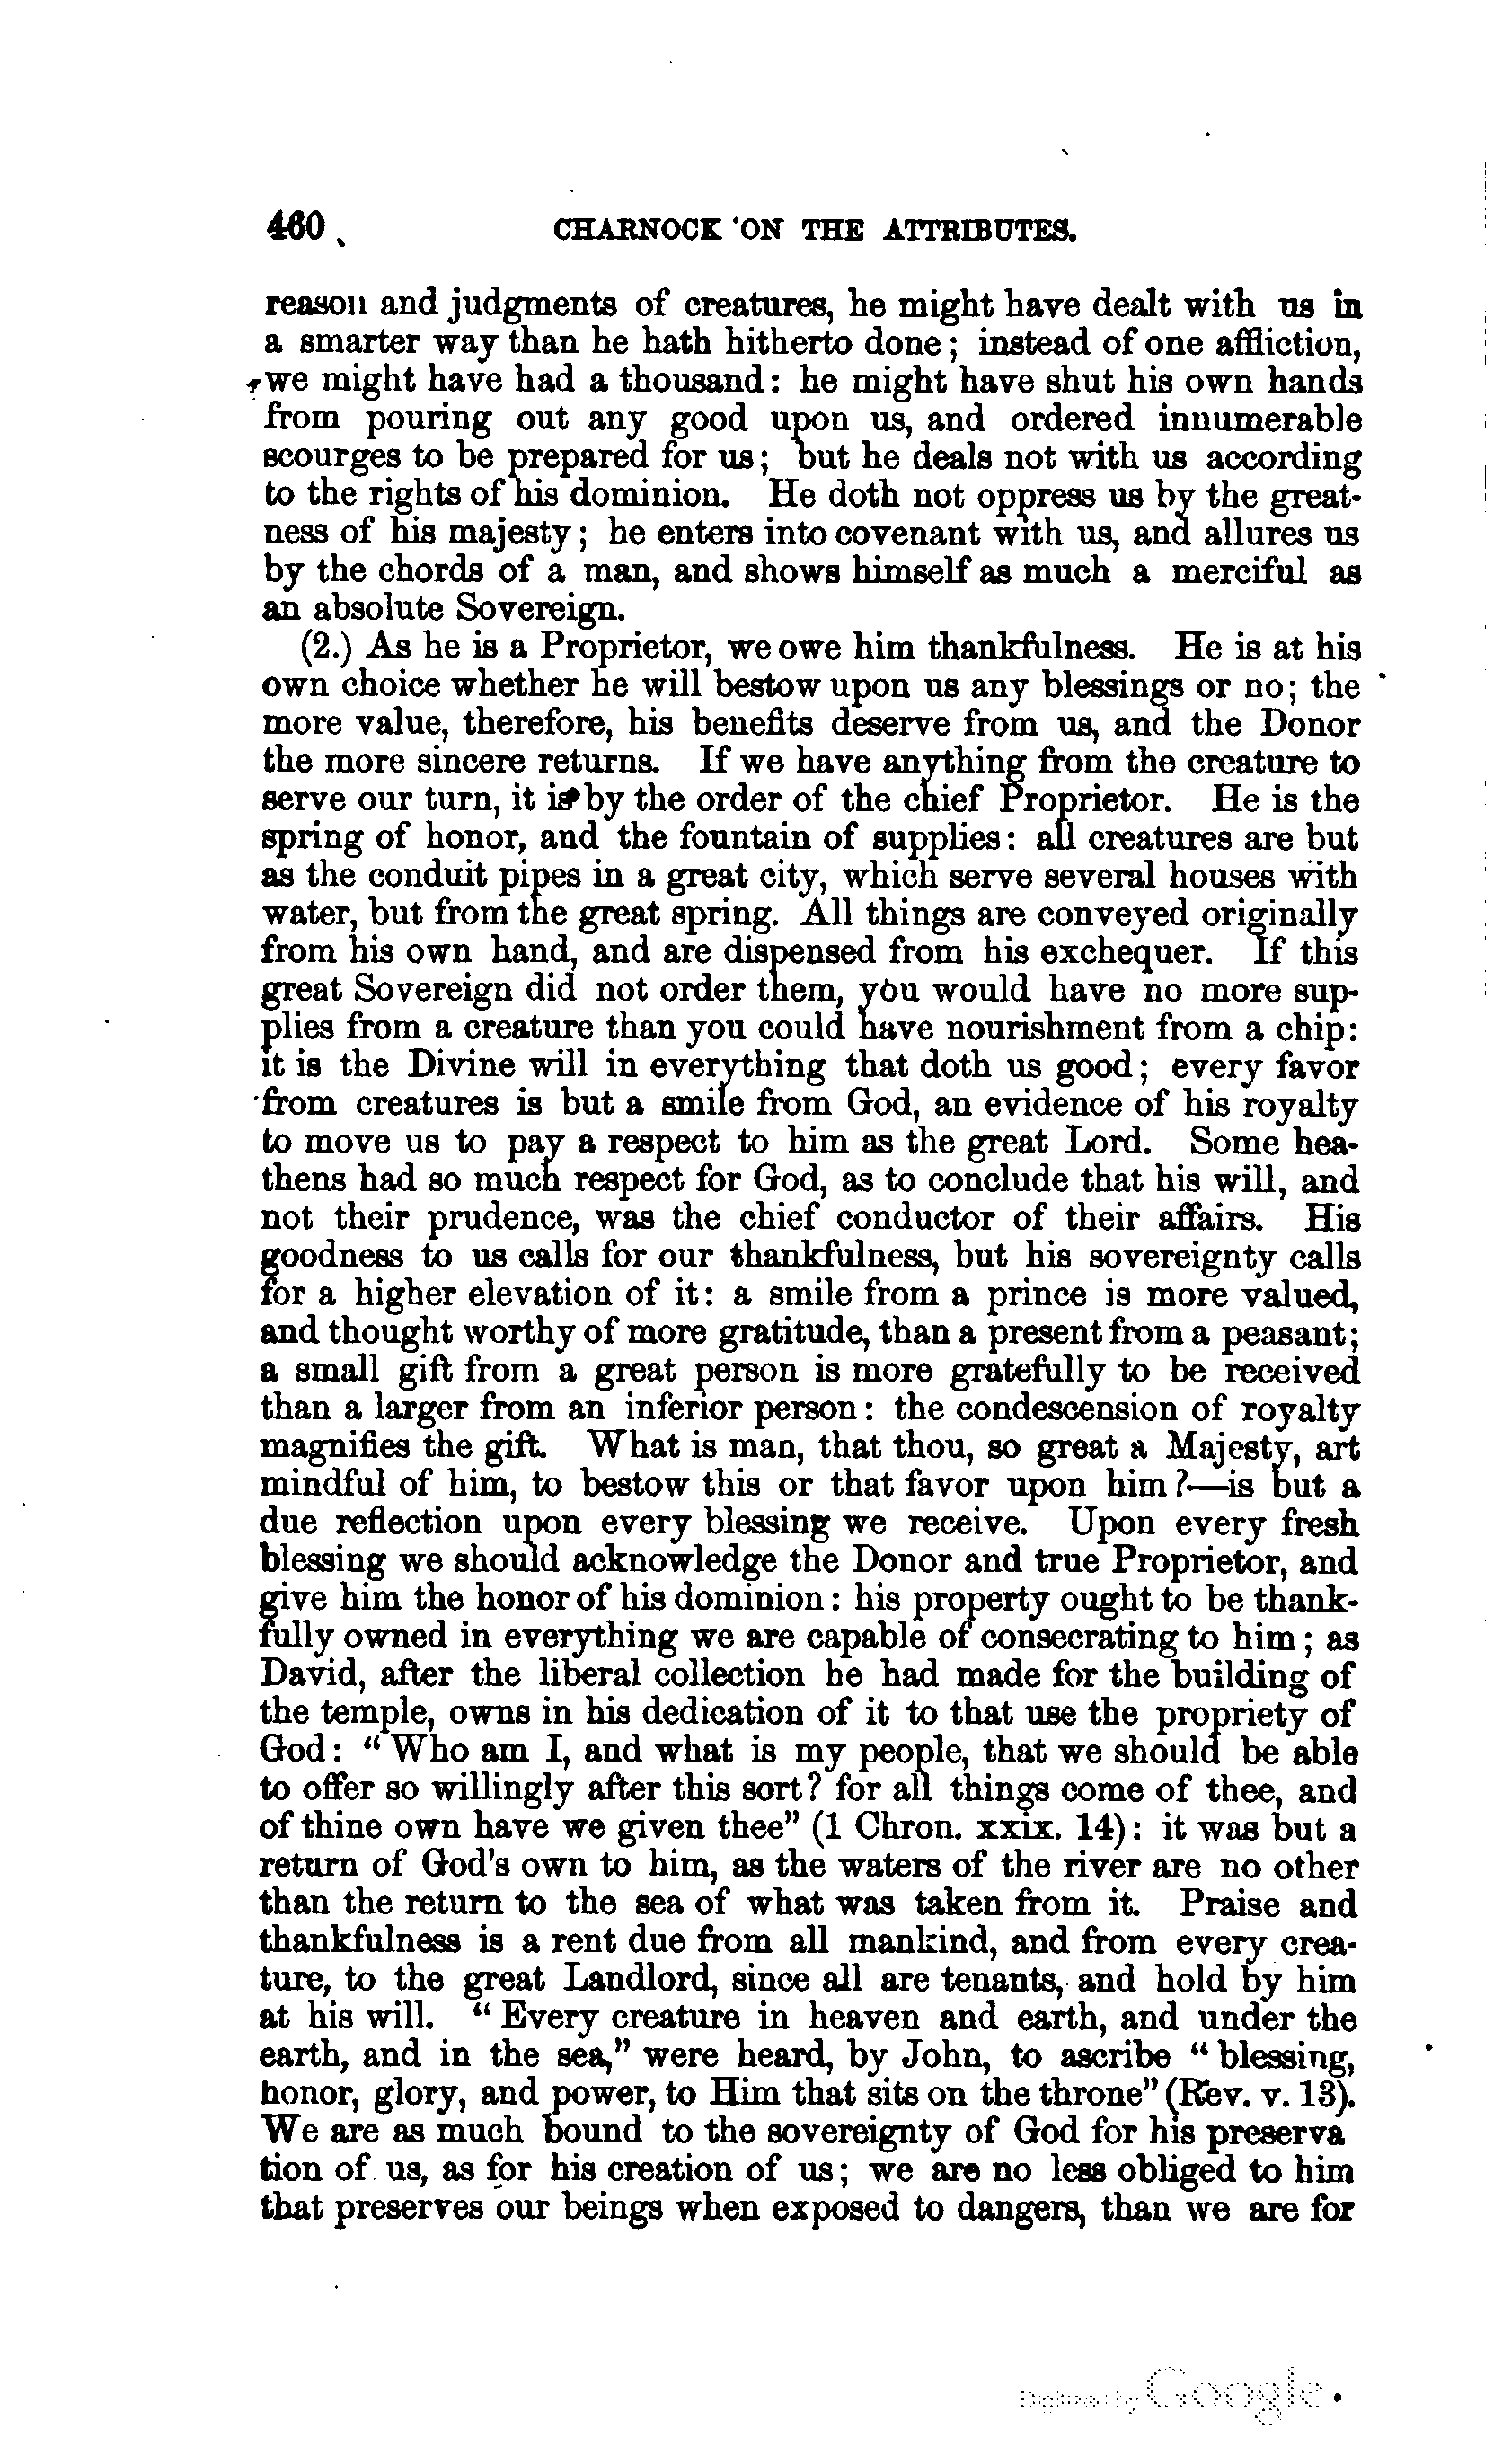 460 CHARNOCK ON THE ATTRIBUTES.
reason and judgments of creatures, he might have dealt with us in
a smarter way than he hath hitherto done; instead of one affliction,
we might have had a thousand: he might have shut his own hands
from pouring out any good upon us, and ordered innumerable
scourges to be prepared for us; but he deals not with us according
to the rights of his dominion. He doth not oppress us by the great-
ness of his majesty; he enters into covenant with us, and allures us
by the chords of a man, and shows himself as much a merciful as
an absolute Sovereign.
(2.) As he is a Proprietor, we owe him thankfulness. He is at his
own choice whether he will bestow upon us any blessings or no; the
more value, therefore, his benefits deserve from us, and the Donor
the more sincere returns. If we have anything from the creature to
serve our turn, it is by the order of the chief Proprietor. He is the
spring of honor, and the fountain of supplies: all creatures are but
as the conduit pipes in a great city, which serve several houses with
water, but from the great spring. All things are conveyed originally
from his own hand, and are dispensed from his exchequer. If this
great Sovereign did not order them, you would have no more sup-
plies from a creature than you could have nourishment from a chip:
it is the Divine will in everything that doth us good; every favor
from creatures is but a smile from God, an evidence of his royalty
to move us to pay a respect to him as the great Lord. Some hea-
thens had so much respect for God, as to conclude that his will, and
not their prudence, was the chief conductor of their affairs. His
goodness to us calls for our thankfulness, but his sovereignty calls
for a higher elevation of it: a smile from a prince is more valued,
and thought worthy of more gratitude, than a present from a peasant;
a small gift from a great person is more gratefully to be received
than a larger from an inferior person: the condescension of royalty
magnifies the gift. What is man, that thou, so great a Majesty, art
mindful of him, to bestow this or that favor upon him?—is but a
due reflection upon every blessing we receive. Upon every fresh
blessing we should acknowledge the Donor and true Proprietor, and
give him the honor of his dominion: his property ought to be thank-
fully owned in everything we are capable of consecrating to him; as
David, after the liberal collection he had made for the building of
the temple, owns in his dedication of it to that use the propriety of
God: "Who am I, and what is my people, that we should be able
to offer so willingly after this sort? for all things come of thee, and
of thine own have we given thee" (1 Chron. xxix. 14): it was but a
return of God's own to him, as the waters of the river are no other
than the return to the sea of what was taken from it. Praise and
thankfulness is a rent due from all mankind, and from every crea-
ture, to the great Landlord, since all are tenants, and hold by him
at his will. "Every creature in heaven and earth, and under the
earth, and in the sea," were heard, by John, to ascribe "blessing,
honor, glory, and power, to Him that sits on the throne" (Rev. v. 13).
We are as much bound to the sovereignty of God for his preserva
tion of us, as for his creation of us; we are no less obliged to him
that preserves our beings when exposed to dangers, than we are for
Digitized by Google